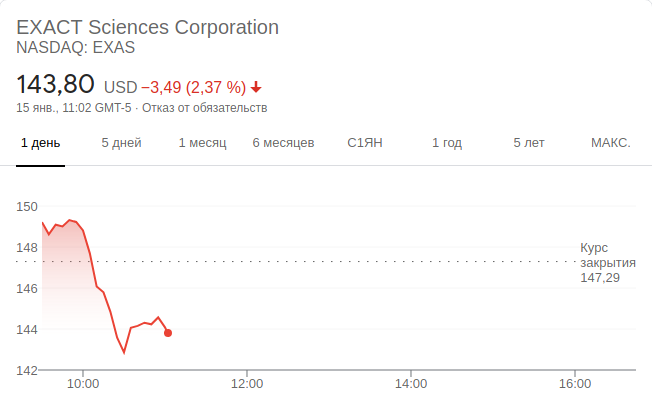 EXACT Sciences Corporation
NASDAQ: EXAS
143,80 USD −3,49 (2,37 %)
15 янв., 11:02 GMT-5 · Отказ от обязательств
1 день 5 дней 1 месяц 6 месяцев С1ЯН 1 год 5 лет МАКС.
150
148
Курс
закрытия
147,29
146
144
142
10:00 12:00 14:00 16:00